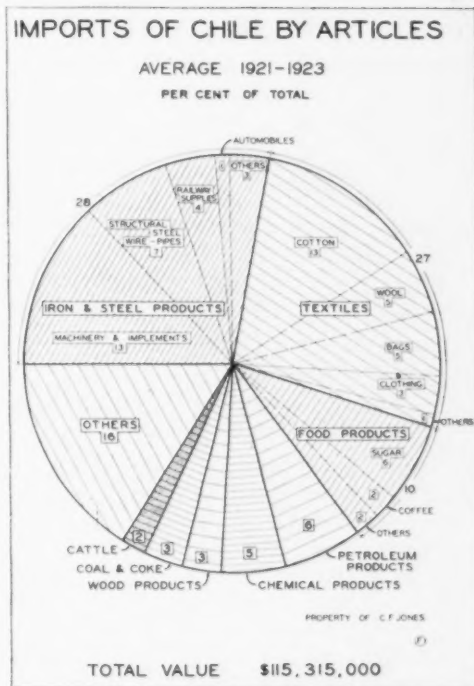 IMPORTS OF CHILE BY ARTICLES
AVERAGE 1921-1923
PER CENT OF TOTAL
AUTOMOBILES
1
OTHERS
3
RAILWAY
SUPPLIES
4
28
STRUCTURAL
STEEL
WIRE-PIPES
7
IRON & STEEL PRODUCTS
MACHINERY & IMPLEMENTS
13
COTTON
13
27
TEXTILES
WOOL
5
BAGS
5
CLOTHING
OTHERS
FOOD PRODUCTS
SUGAR
6
10
2
COFFEE
2
OTHERS
OTHERS
16
2
CATTLE
3
COAL & COKE
3
WOOD PRODUCTS
5
CHEMICAL PRODUCTS
6
PETROLEUM
PRODUCTS
PROPERTY OF C.F. JONES
TOTAL VALUE $115,315,000